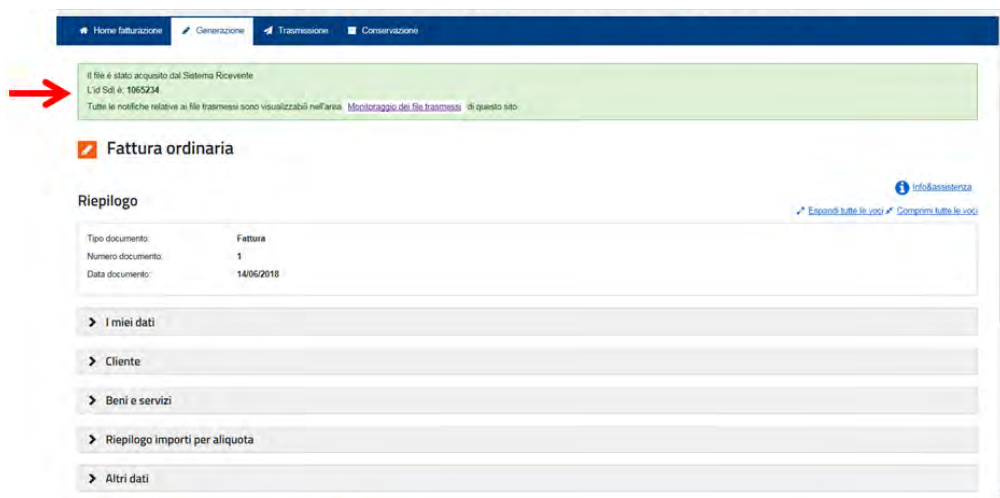 Home fatturazione Generazione Trasmissione Conservazione
Il file è stato acquisito dal Sistema Ricevente
L'id SdI è: 1065234.
Tutte le notifiche relative ai file trasmessi sono visualizzabili nell'area Monitoraggio dei file trasmessi di questo sito.
Fattura ordinaria
Info&assistenza
Riepilogo
Espandi tutte le voci Comprimi tutte le voci
Tipo documento: Fattura
Numero documento: 1
Data documento: 14/06/2018
I miei dati
Cliente
Beni e servizi
Riepilogo importi per aliquota
Altri dati